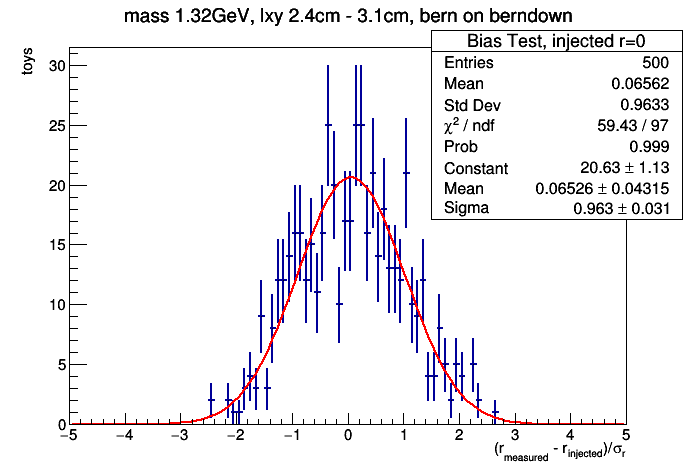 mass 1.32GeV, lxy 2.4cm - 3.1cm, bern on berndown
Bias Test, injected r=0
Entries 500
Mean 0.06562
Std Dev 0.9633
χ² / ndf 59.43 / 97
Prob 0.999
Constant 20.63 ± 1.13
Mean 0.06526 ± 0.04315
Sigma 0.963 ± 0.031
toys
30
25
20
15
10
5
0
−5 −4 −3 −2 −1 0 1 2 3 4 5
(r_measured - r_injected)/σ_r